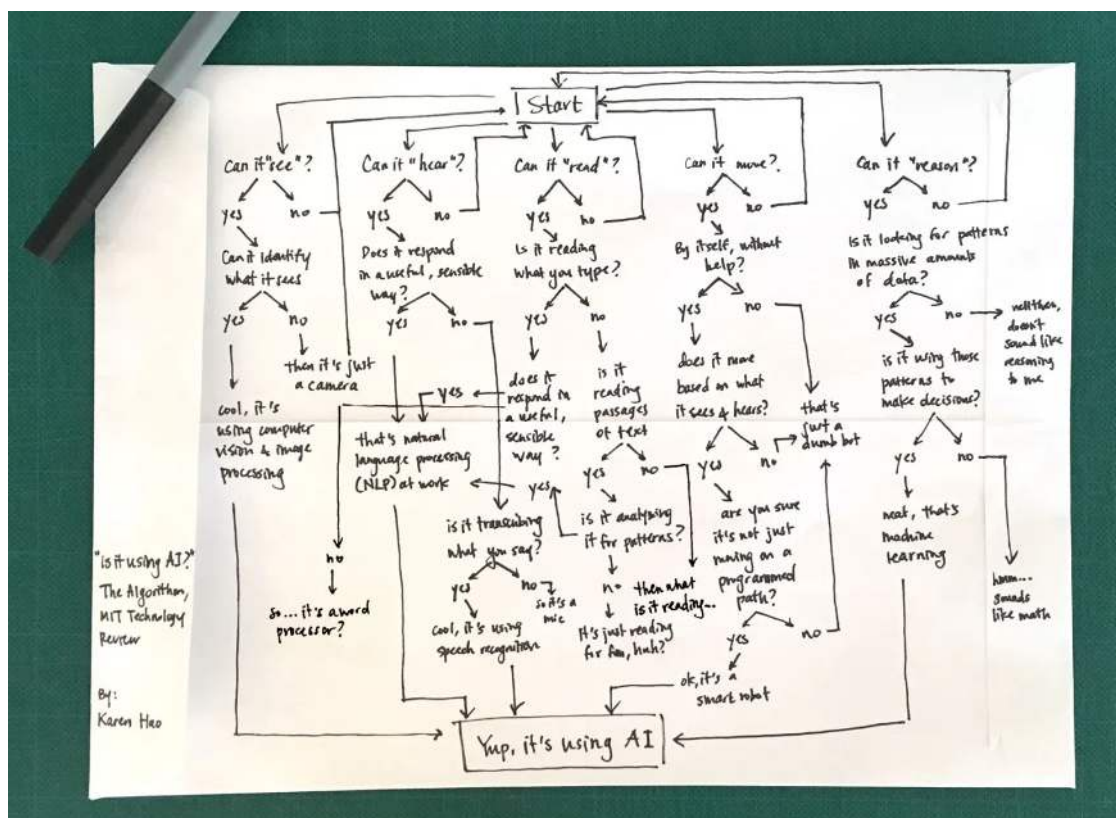 Start
Can it "see"?
yes
no
Can it identify
what it sees
yes
no
then it's just
a camera
cool, it's
using computer
vision & image
processing
Can it "hear"?
yes
no
Does it respond
in a useful, sensible
way?
yes
no
that's natural
language processing
(NLP) at work
is it transcribing
what you say?
yes
no
so it's a
mic
cool, it's using
speech recognition
Can it "read"?
yes
no
Is it reading
what you type?
yes
no
does it
respond in
a useful,
sensible
way?
yes
no
so... it's a word
processor?
is it
reading
passages
of text
yes
no
is it analyzing
it for patterns?
yes
no
It's just reading
for fun, huh?
then what
is it reading...
Can it move?
yes
no
By itself, without
help?
yes
no
does it move
based on what
it sees & hears?
yes
no
that's
just a
dumb bot
are you sure
it's not just
running on a
programmed
path?
yes
no
ok, it's a
smart robot
Can it "reason"?
yes
no
Is it looking for patterns
in massive amounts
of data?
yes
no
doesn't
sound like
reasoning
to me
is it using those
patterns to
make decisions?
yes
no
neat, that's
machine
learning
hmm...
sounds
like math
Yup, it's using AI
"is it using AI?"
The Algorithm,
MIT Technology
Review
By:
Karen Hao